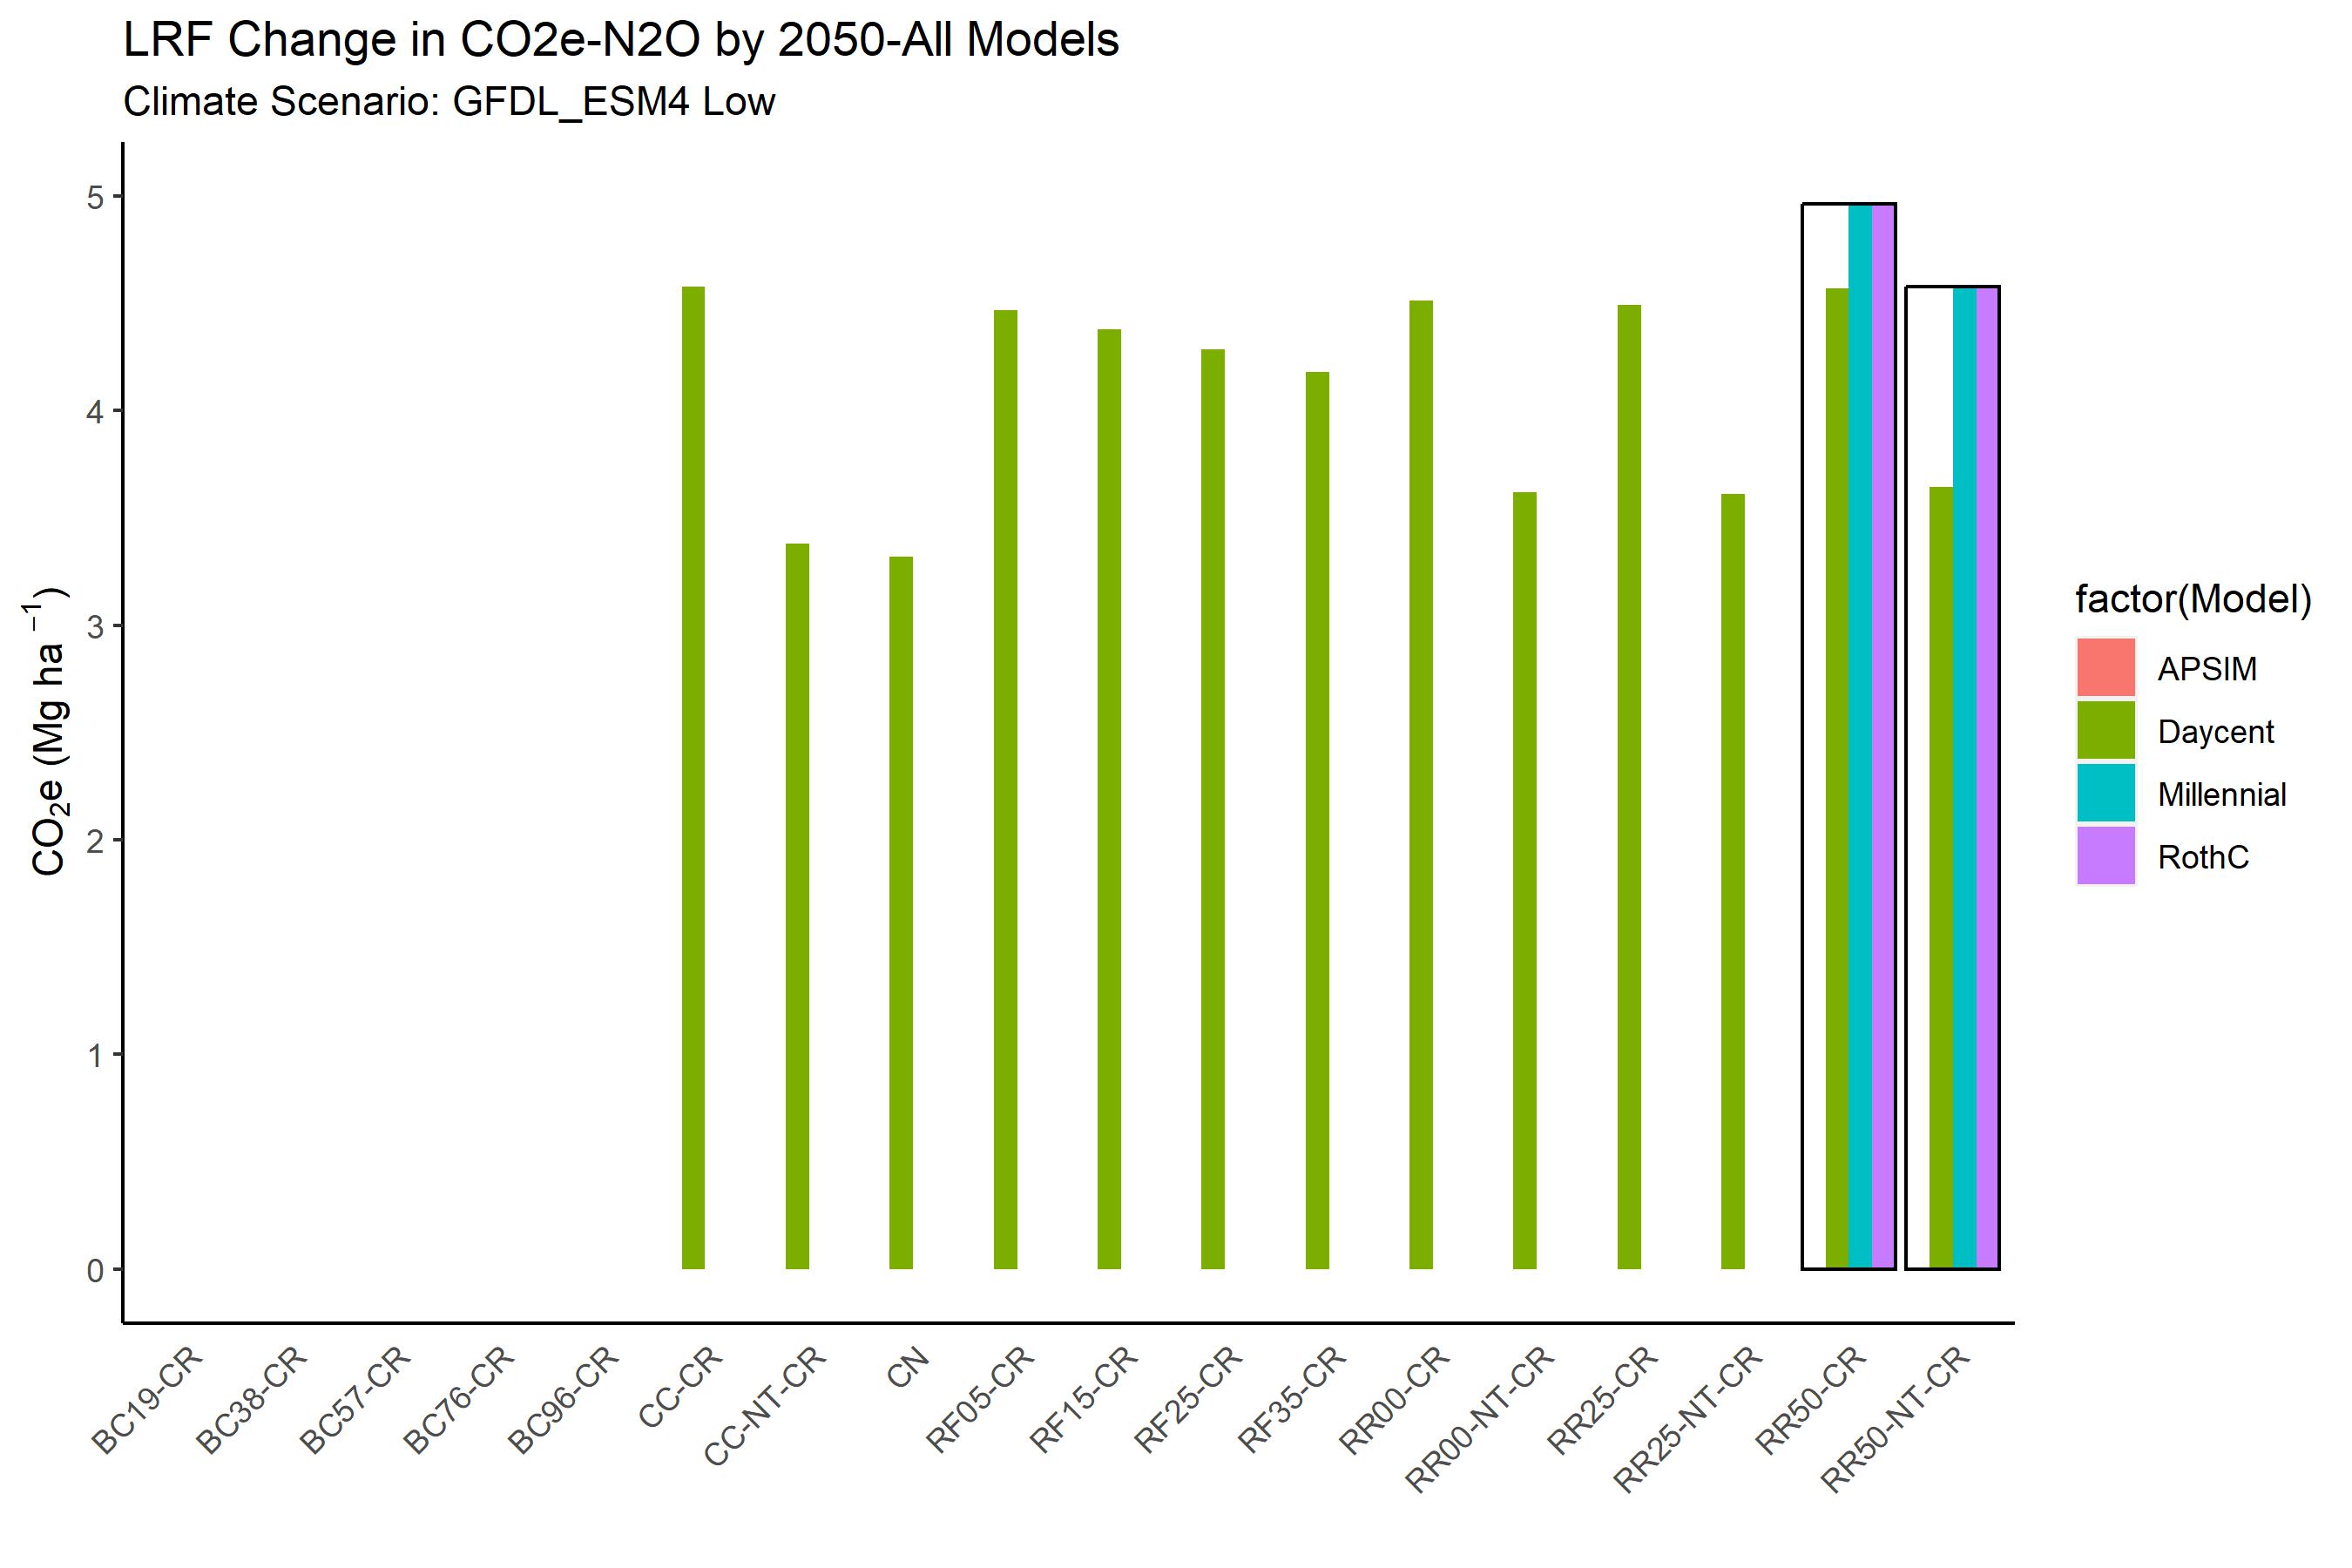 LRF Change in CO2e-N2O by 2050-All Models
Climate Scenario: GFDL_ESM4 Low
CO₂e (Mg ha ⁻¹)
5
4
3
2
1
0
BC19-CR
BC38-CR
BC57-CR
BC76-CR
BC96-CR
CC-CR
CC-NT-CR
CN
RF05-CR
RF15-CR
RF25-CR
RF35-CR
RR00-CR
RR00-NT-CR
RR25-CR
RR25-NT-CR
RR50-CR
RR50-NT-CR
factor(Model)
APSIM
Daycent
Millennial
RothC